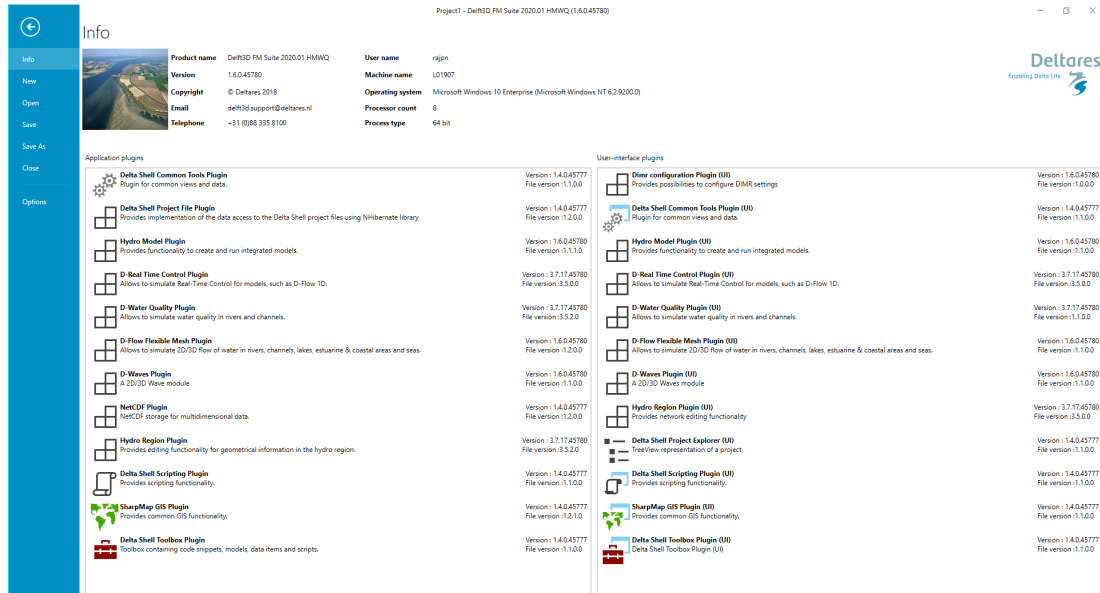 Project1 - Delft3D FM Suite 2020.01 HMWQ (1.6.0.45780)
Info
Info
New
Open
Save
Save As
Close
Options
Product name Delft3D FM Suite 2020.01 HMWQ User name rajpn
Version 1.6.0.45780 Machine name L01907
Copyright © Deltares 2018 Operating system Microsoft Windows 10 Enterprise (Microsoft Windows NT 6.2.9200.0)
Email delft3d.support@deltares.nl Processor count 8
Telephone +31 (0)88 335 8100 Process type 64 bit
Deltares
Enabling Delta Life
Application plugins
Delta Shell Common Tools Plugin Version : 1.4.0.45777
Plugin for common views and data. File version :1.1.0.0
Delta Shell Project File Plugin Version : 1.4.0.45777
Provides implementation of the data access to the Delta Shell project files using NHibernate library File version :1.2.0.0
Hydro Model Plugin Version : 1.6.0.45780
Provides functionality to create and run integrated models. File version :1.1.1.0
D-Real Time Control Plugin Version : 3.7.17.45780
Allows to simulate Real-Time Control for models, such as D-Flow 1D. File version :3.5.0.0
D-Water Quality Plugin Version : 3.7.17.45780
Allows to simulate water quality in rivers and channels. File version :3.5.2.0
D-Flow Flexible Mesh Plugin Version : 1.6.0.45780
Allows to simulate 2D/3D flow of water in rivers, channels, lakes, estuarine & coastal areas and seas. File version :1.2.0.0
D-Waves Plugin Version : 1.6.0.45780
A 2D/3D Wave module File version :1.1.0.0
NetCDF Plugin Version : 1.4.0.45777
NetCDF storage for multidimensional data. File version :1.2.0.0
Hydro Region Plugin Version : 3.7.17.45780
Provides editing functionality for geometrical information in the hydro region. File version :3.5.2.0
Delta Shell Scripting Plugin Version : 1.4.0.45777
Provides scripting functionality. File version :1.1.0.0
SharpMap GIS Plugin Version : 1.4.0.45777
Provides common GIS functionality. File version :1.2.1.0
Delta Shell Toolbox Plugin Version : 1.4.0.45777
Toolbox containing code snippets, models, data items and scripts. File version :1.1.0.0
User-interface plugins
Dimr configuration Plugin (UI) Version : 1.6.0.45780
Provides possibilities to configure DIMR settings File version :1.0.0.0
Delta Shell Common Tools Plugin (UI) Version : 1.4.0.45777
Plugin for common views and data. File version :1.1.0.0
Hydro Model Plugin (UI) Version : 1.6.0.45780
Provides functionality to create and run integrated models. File version :1.1.0.0
D-Real Time Control Plugin (UI) Version : 3.7.17.45780
Allows to simulate Real-Time Control for models, such as D-Flow 1D. File version :3.5.0.0
D-Water Quality Plugin (UI) Version : 3.7.17.45780
Allows to simulate water quality in rivers and channels. File version :1.1.0.0
D-Flow Flexible Mesh Plugin (UI) Version : 1.6.0.45780
Allows to simulate 2D/3D flow of water in rivers, channels, lakes, estuarine & coastal areas and seas. File version :1.1.0.0
D-Waves Plugin (UI) Version : 1.6.0.45780
A 2D/3D Waves module File version :1.1.0.0
Hydro Region Plugin (UI) Version : 3.7.17.45780
Provides network editing functionality File version :3.5.0.0
Delta Shell Project Explorer (UI) Version : 1.4.0.45777
TreeView representation of a project File version :1.1.0.0
Delta Shell Scripting Plugin (UI) Version : 1.4.0.45777
Provides scripting functionality. File version :1.1.0.0
SharpMap GIS Plugin (UI) Version : 1.4.0.45777
Provides common GIS functionality. File version :1.1.0.0
Delta Shell Toolbox Plugin (UI) Version : 1.4.0.45777
Delta Shell Toolbox Plugin (UI) File version :1.1.0.0